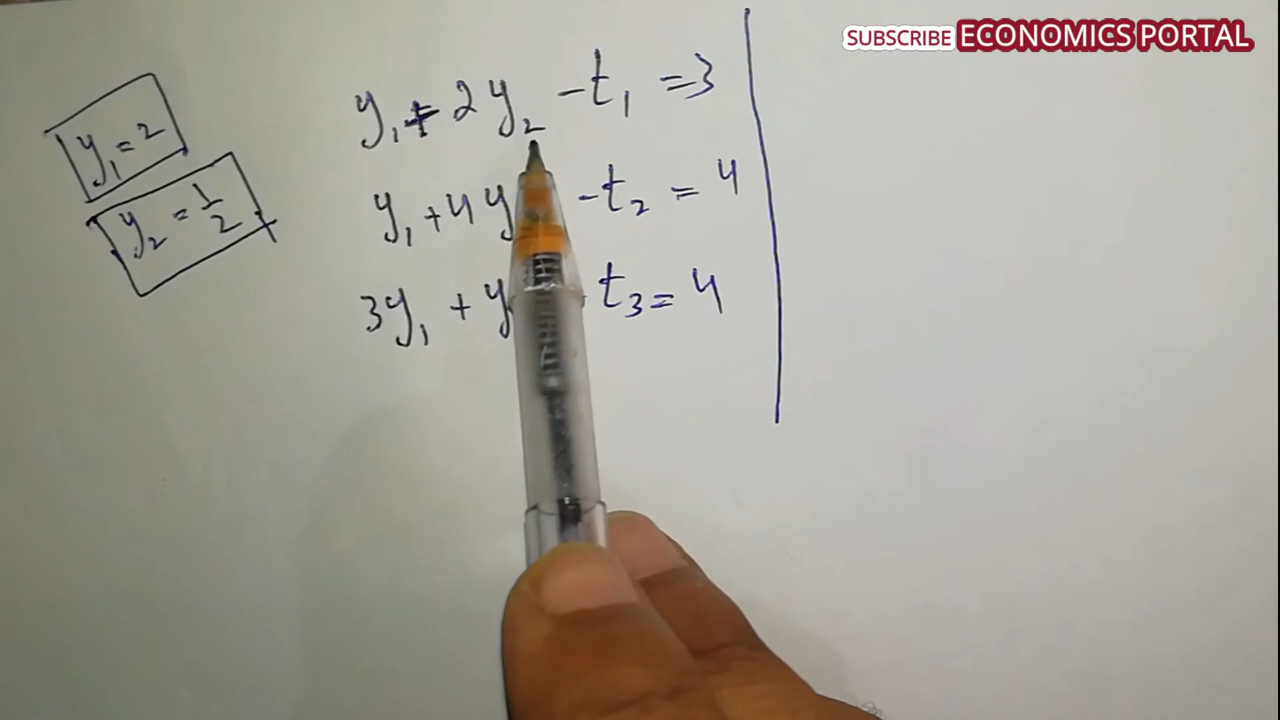 SUBSCRIBE ECONOMICS PORTAL
y₁ = 2
y₂ = 1/2
y₁ + 2y₂ - t₁ = 3
y₁ + 4y - t₂ = 4
3y₁ + y t₃ = 4